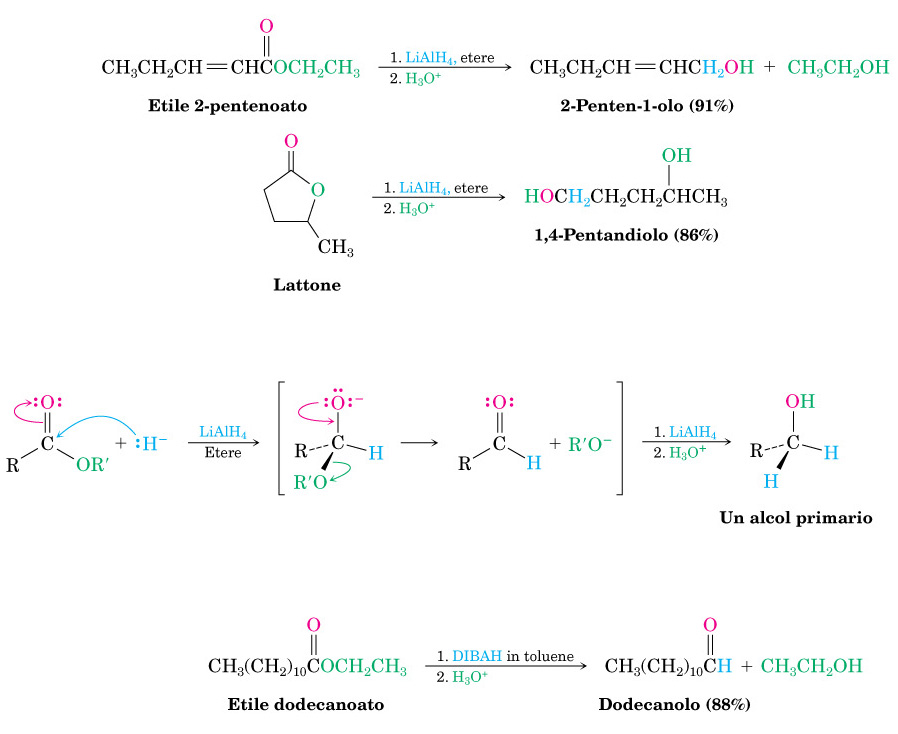 O
CH₃CH₂CH=CHCOCH₂CH₃
1. LiAlH₄, etere
2. H₃O⁺
CH₃CH₂CH=CHCH₂OH + CH₃CH₂OH
Etile 2-pentenoato
2-Penten-1-olo (91%)
O
O
CH₃
Lattone
1. LiAlH₄, etere
2. H₃O⁺
OH
HOCH₂CH₂CH₂CHCH₃
1,4-Pentandiolo (86%)
:O:
C
R
OR′
+ :H⁻
LiAlH₄
Etere
:Ö:⁻
R C H
R′O
:O:
C
R
H
+ R′O⁻
1. LiAlH₄
2. H₃O⁺
OH
R C H
H
Un alcol primario
O
CH₃(CH₂)₁₀COCH₂CH₃
1. DIBAH in toluene
2. H₃O⁺
O
CH₃(CH₂)₁₀CH + CH₃CH₂OH
Etile dodecanoato
Dodecanolo (88%)